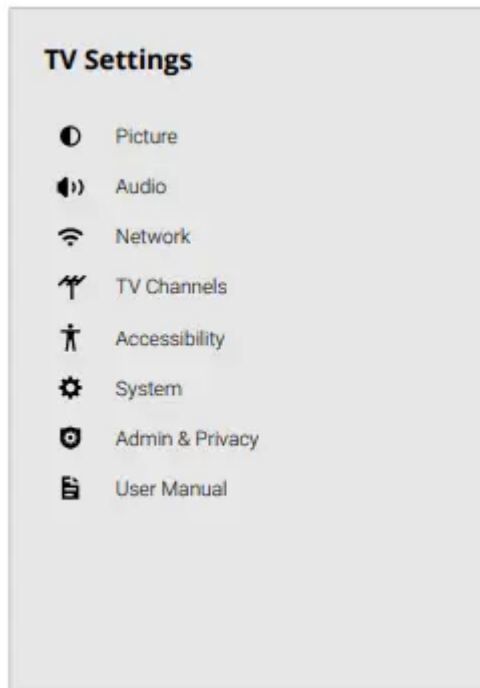 TV Settings
Picture
Audio
Network
TV Channels
Accessibility
System
Admin & Privacy
User Manual